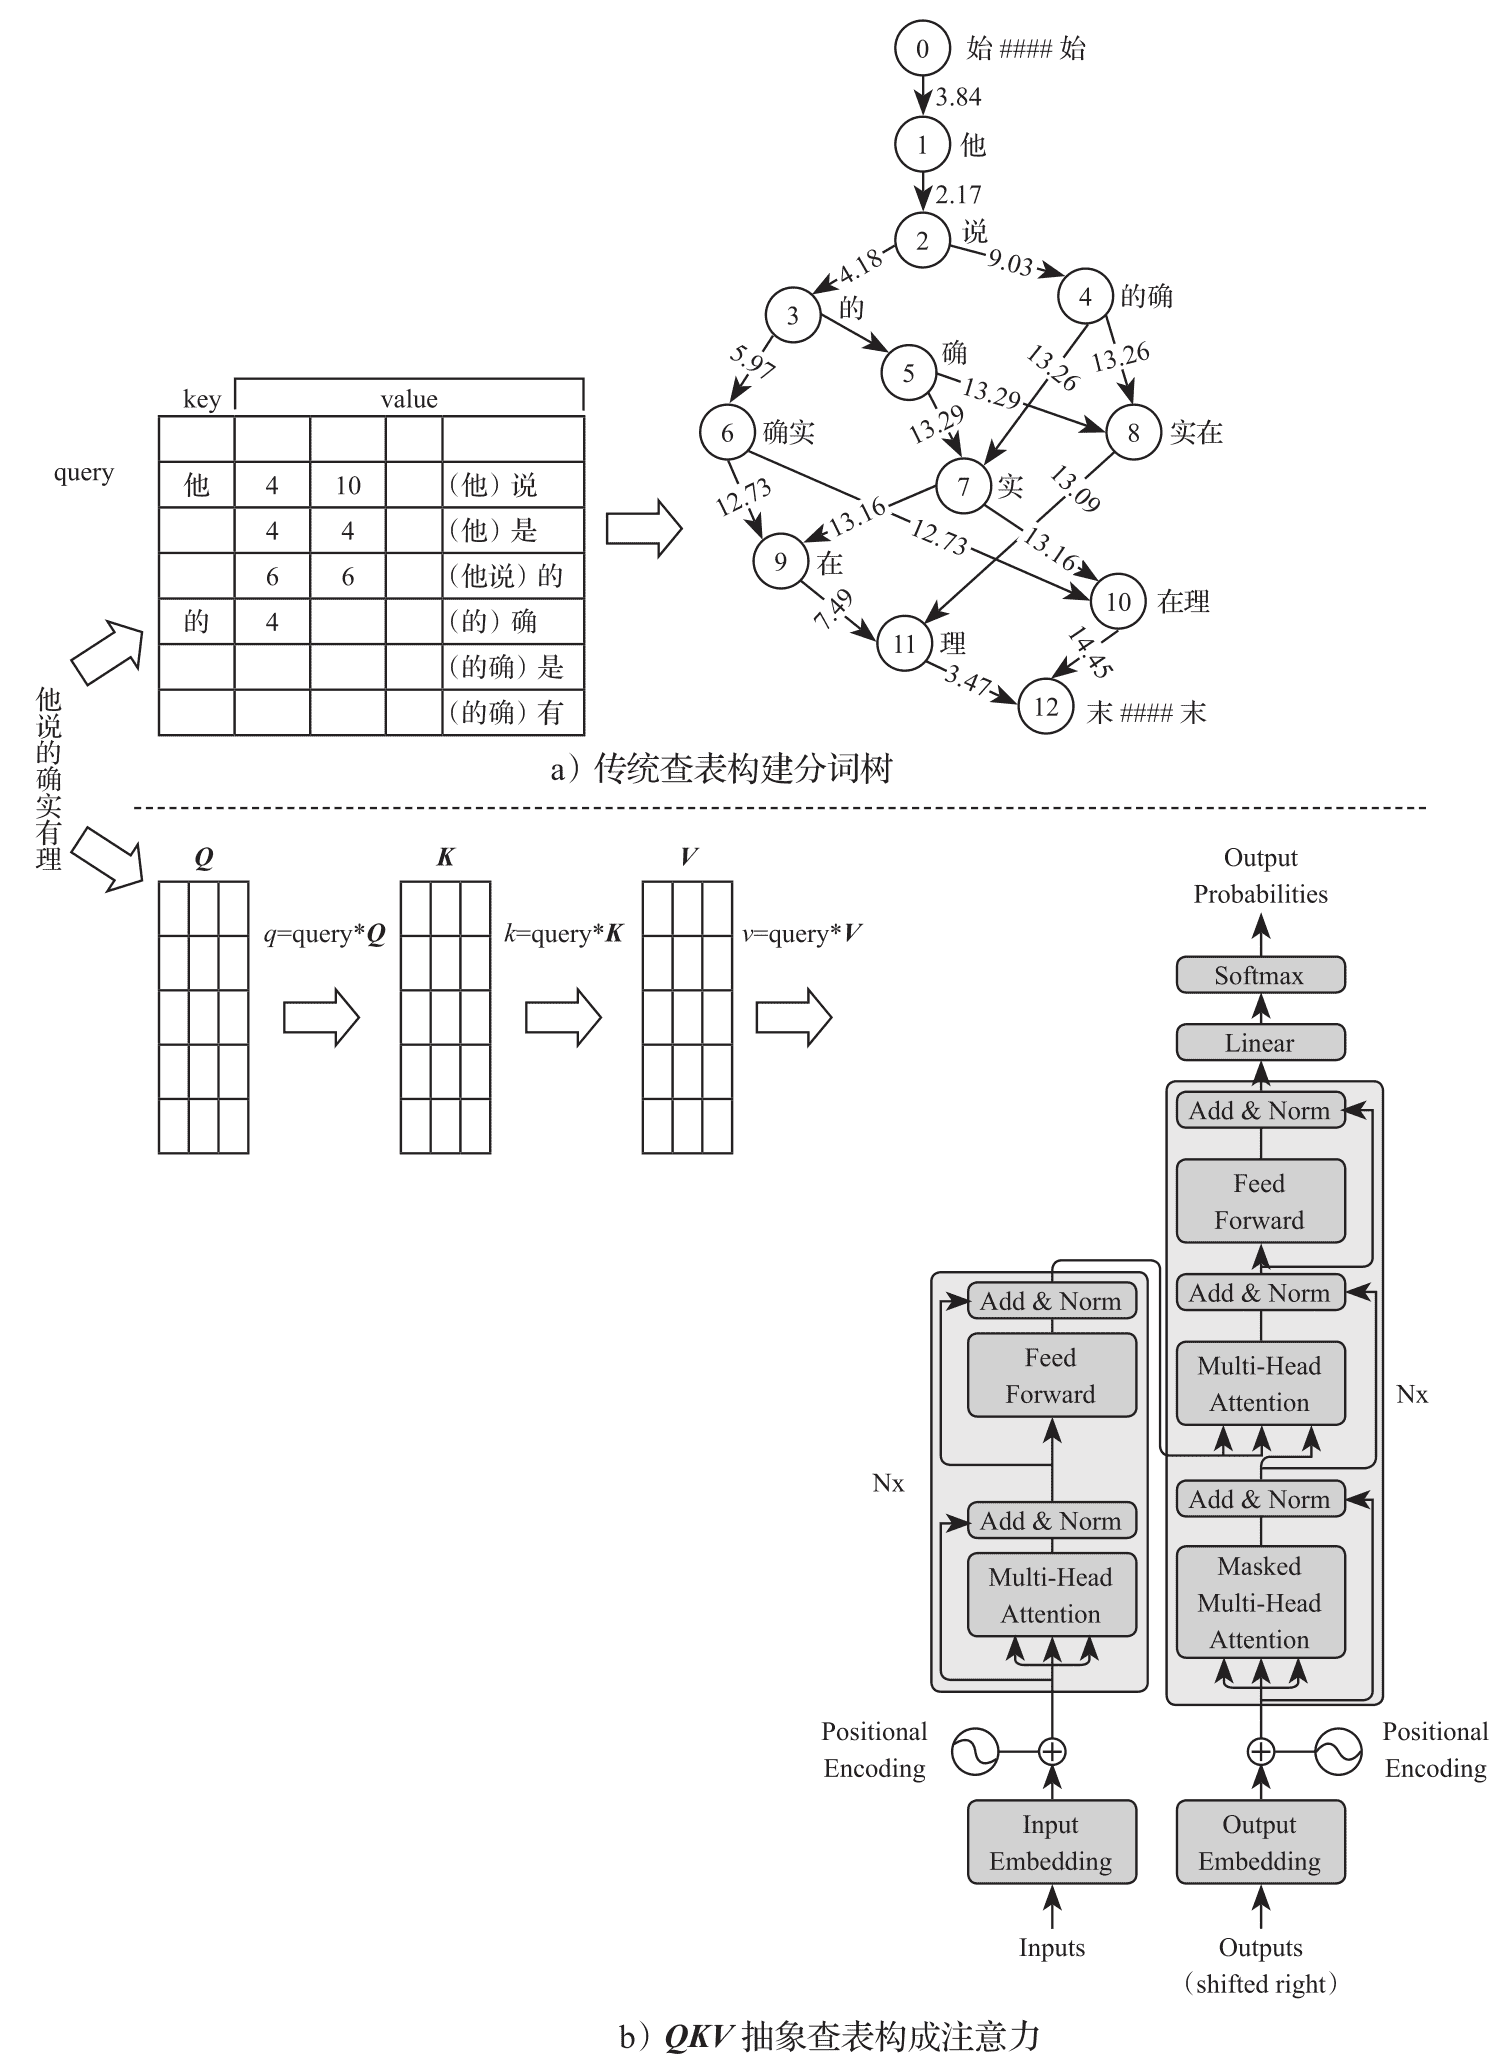 0 始 #### 始
3.84
1 他
2.17
2 说
4.18 9.03
3 的
4 的确
5 确
5.97
13.26
13.26
13.29
13.29
6 确实
8 实在
7 实
12.73
13.16
12.73
13.09
13.16
9 在
10 在理
7.49
11 理
14.45
3.47
12 末 #### 末
key value
query
他 4 10 (他)说
4 4 (他)是
6 6 (他说)的
的 4 (的)确
(的确)是
(的确)有
a)传统查表构建分词树
他说的确实有理
Q K V
q=query*Q k=query*K v=query*V
Output
Probabilities
Softmax
Linear
Add & Norm
Feed
Forward
Add & Norm
Multi-Head
Attention
Nx
Add & Norm
Masked
Multi-Head
Attention
Add & Norm
Feed
Forward
Nx
Add & Norm
Multi-Head
Attention
Positional
Encoding
Positional
Encoding
Input
Embedding
Output
Embedding
Inputs
Outputs
(shifted right)
b)QKV 抽象查表构成注意力